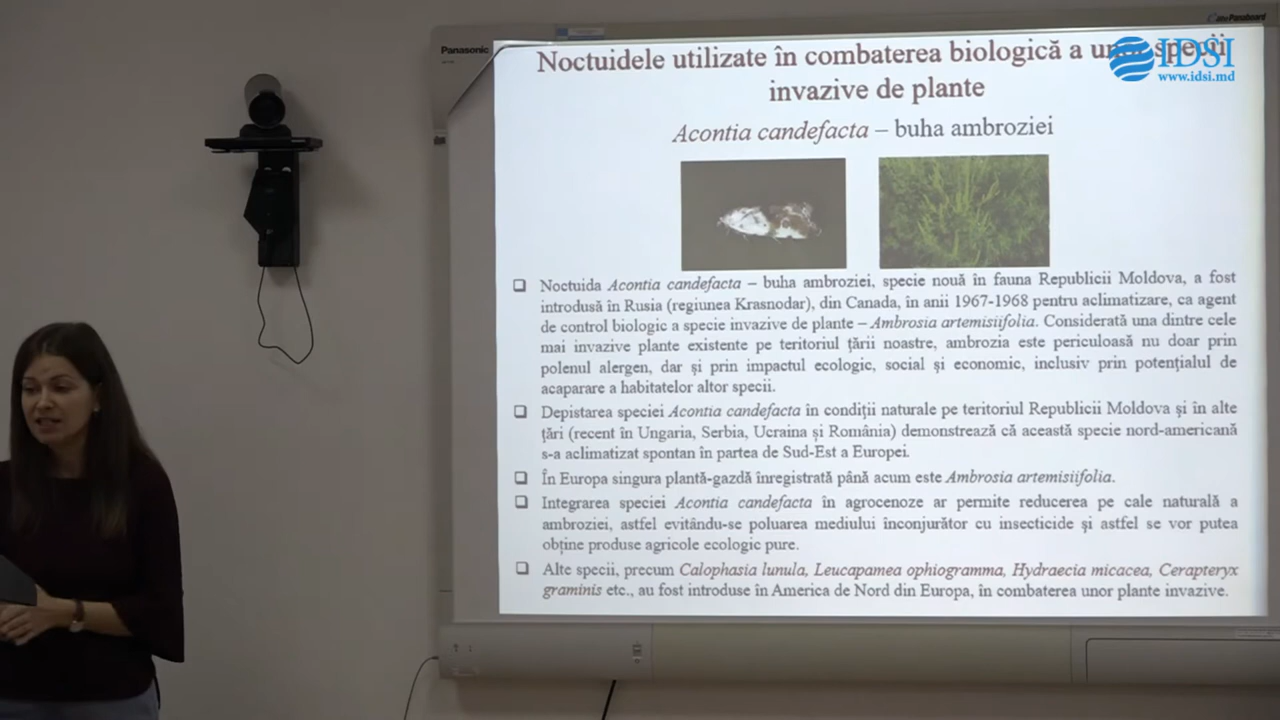 Panasonic
Noctuidele utilizate în combaterea biologică a unor specii
invazive de plante
IDSI
www.idsi.md
Acontia candefacta – buha ambroziei
❑ Noctuida Acontia candefacta – buha ambroziei, specie nouă în fauna Republicii Moldova, a fost
introdusă în Rusia (regiunea Krasnodar), din Canada, în anii 1967-1968 pentru aclimatizare, ca agent
de control biologic a specie invazive de plante – Ambrosia artemisiifolia. Considerată una dintre cele
mai invazive plante existente pe teritoriul țării noastre, ambrozia este periculoasă nu doar prin
polenul alergen, dar și prin impactul ecologic, social și economic, inclusiv prin potențialul de
acaparare a habitatelor altor specii.
❑ Depistarea speciei Acontia candefacta în condiții naturale pe teritoriul Republicii Moldova și în alte
țări (recent în Ungaria, Serbia, Ucraina și România) demonstrează că această specie nord-americană
s-a aclimatizat spontan în partea de Sud-Est a Europei.
❑ În Europa singura plantă-gazdă înregistrată până acum este Ambrosia artemisiifolia.
❑ Integrarea speciei Acontia candefacta în agrocenoze ar permite reducerea pe cale naturală a
ambroziei, astfel evitându-se poluarea mediului înconjurător cu insecticide și astfel se vor putea
obține produse agricole ecologic pure.
❑ Alte specii, precum Calophasia lunula, Leucapamea ophiogramma, Hydraecia micacea, Cerapteryx
graminis etc., au fost introduse în America de Nord din Europa, în combaterea unor plante invazive.